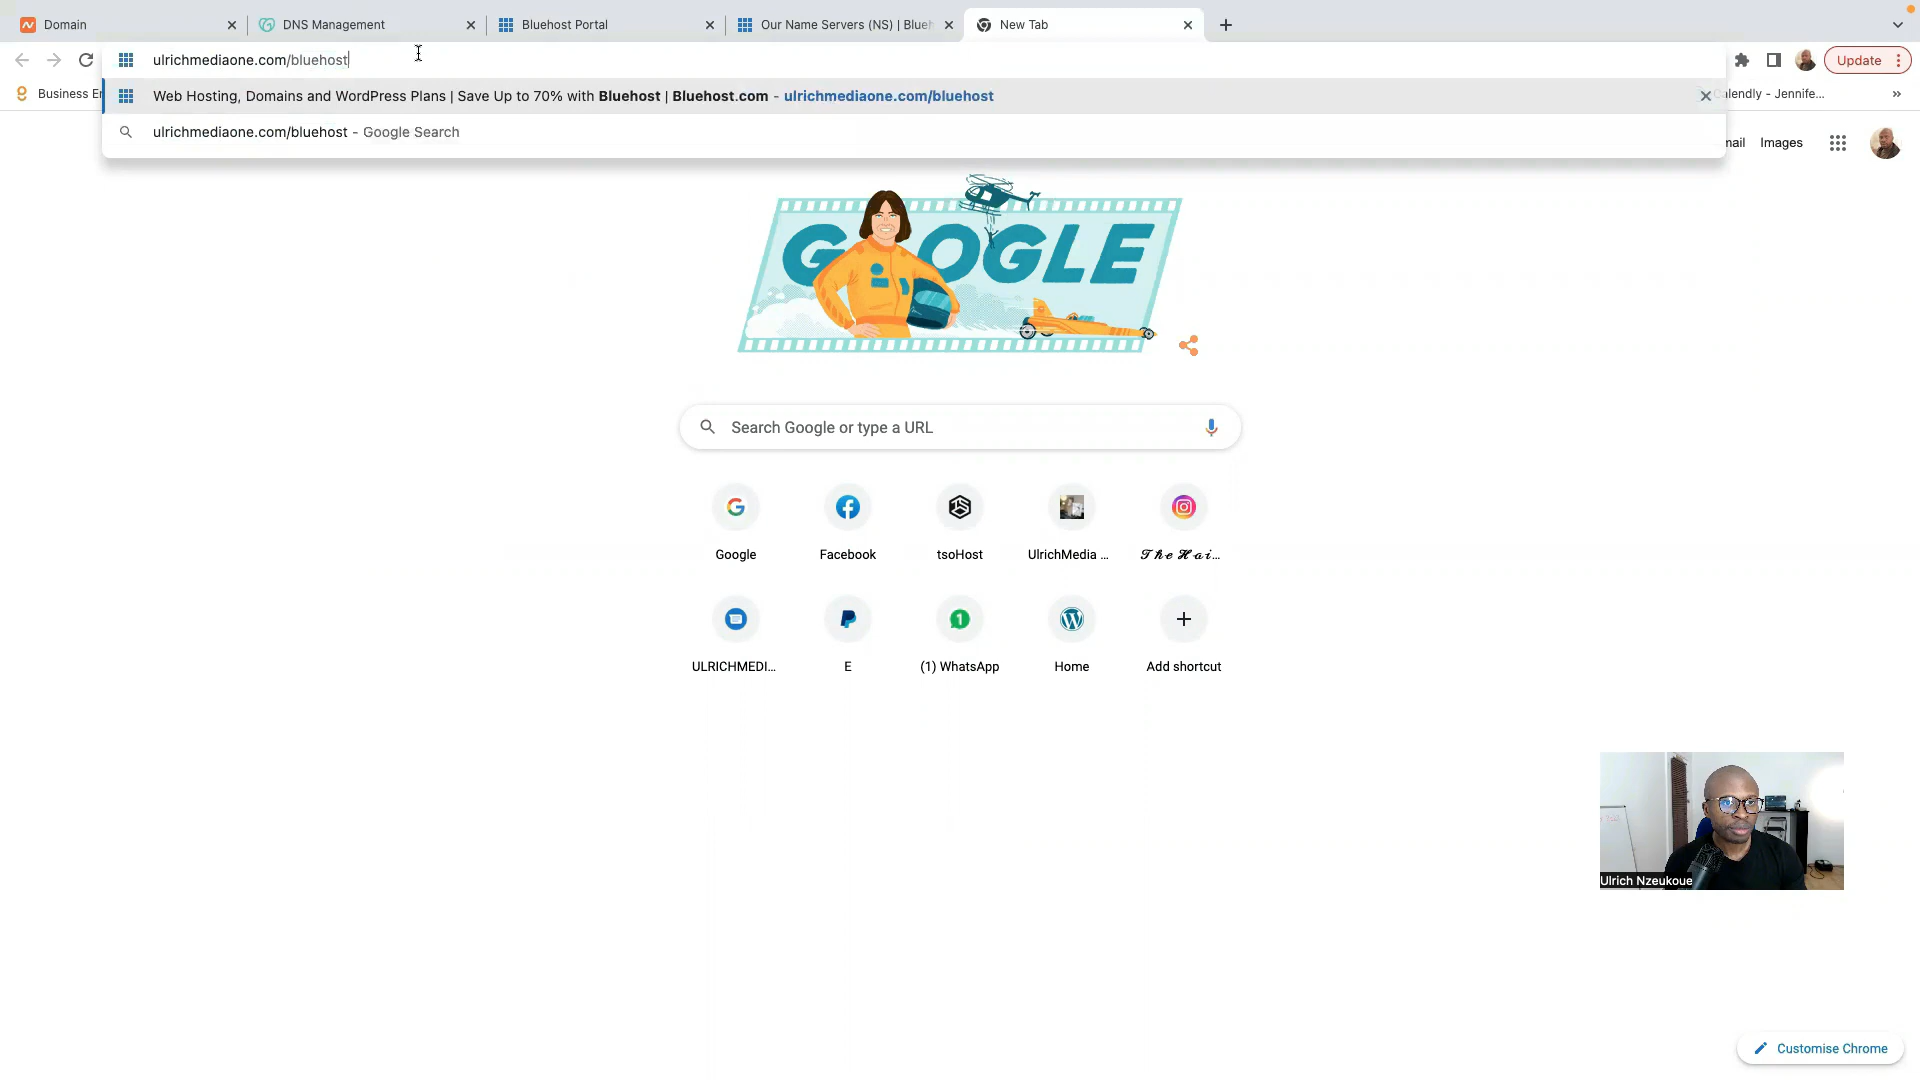 Domain
DNS Management
Bluehost Portal
Our Name Servers (NS) | Blueh
New Tab
ulrichmediaone.com/bluehost
Update
Business Er
Web Hosting, Domains and WordPress Plans | Save Up to 70% with Bluehost | Bluehost.com - ulrichmediaone.com/bluehost
alendly - Jennife...
»
ulrichmediaone.com/bluehost - Google Search
mail
Images
GOOGLE
Search Google or type a URL
Google
Facebook
tsoHost
UlrichMedia ...
𝒯𝒽ℯ ℋ𝒶𝒾...
1
ULRICHMEDI...
E
(1) WhatsApp
Home
Add shortcut
Ulrich Nzeukoue
Customise Chrome